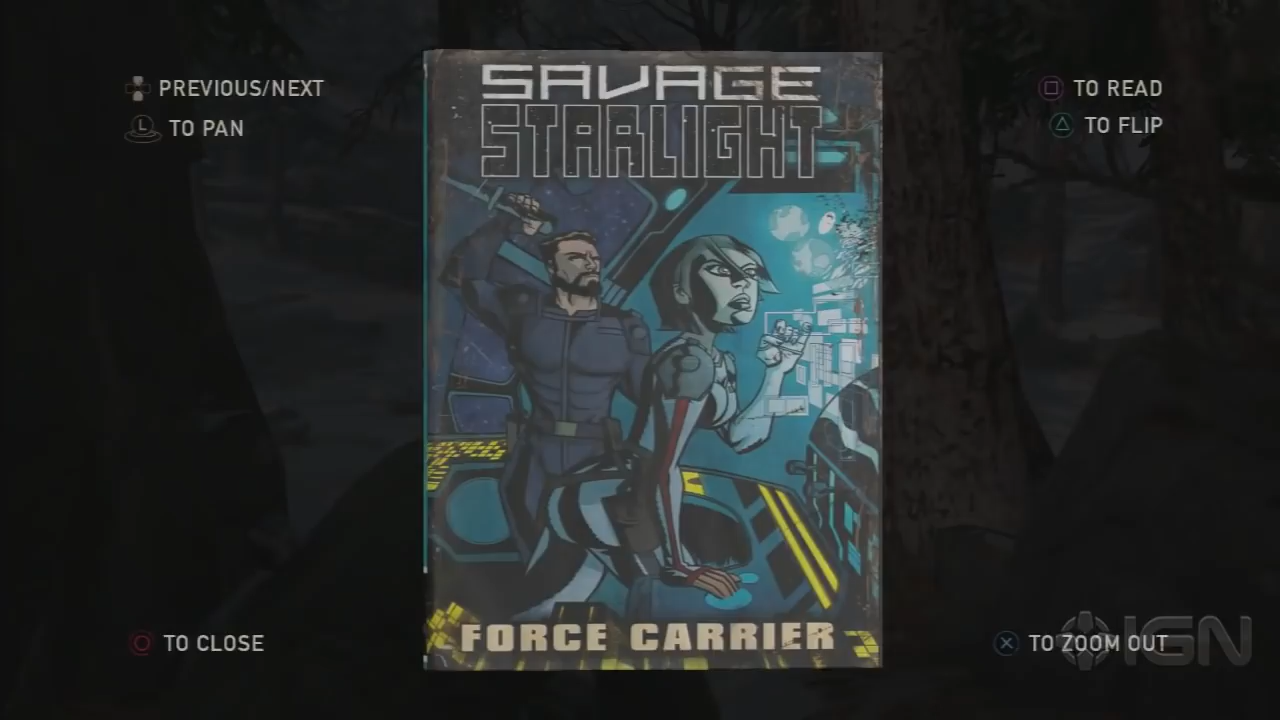 PREVIOUS/NEXT
L TO PAN
TO READ
TO FLIP
SAVAGE
STARLIGHT
FORCE CARRIER
TO CLOSE
TO ZOOM OUT
IGN